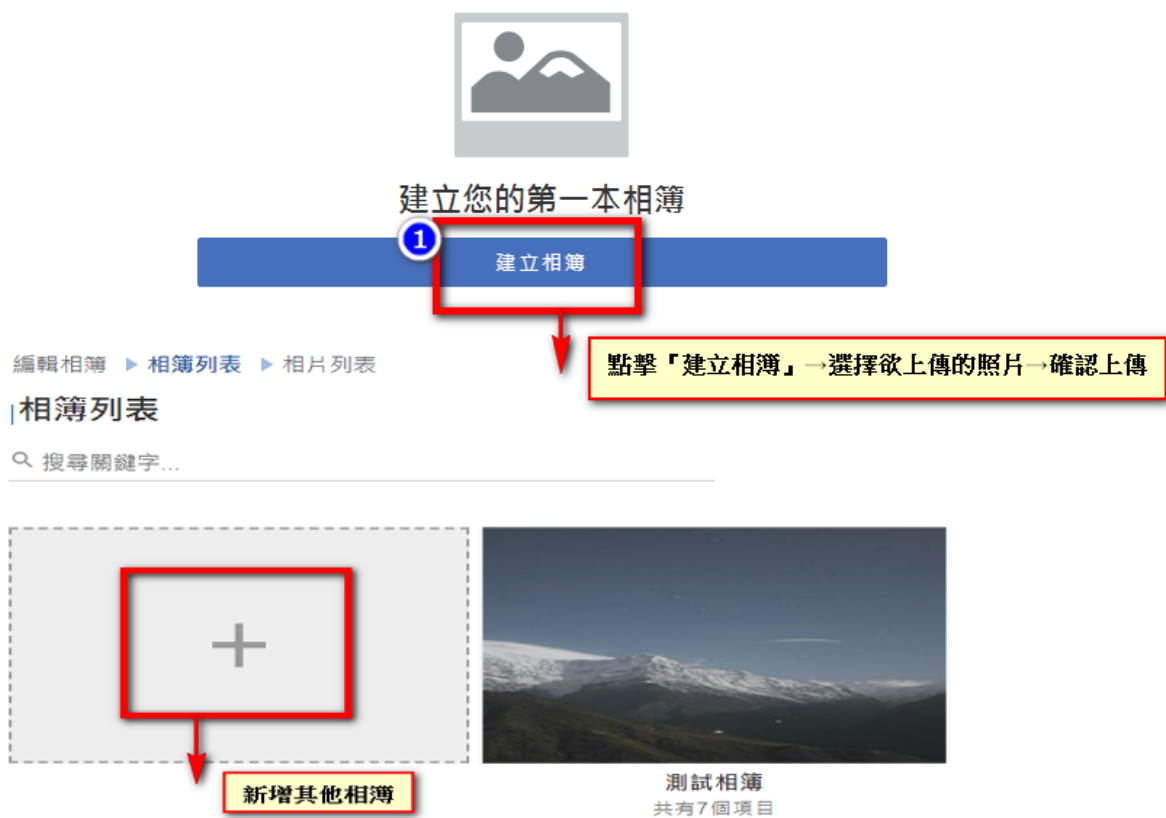 建立您的第一本相簿
1
建立相簿
點擊『建立相簿』→選擇欲上傳的照片→確認上傳
編輯相簿 ▶ 相簿列表 ▶ 相片列表
相簿列表
搜尋關鍵字...
新增其他相簿
測試相簿
共有7個項目